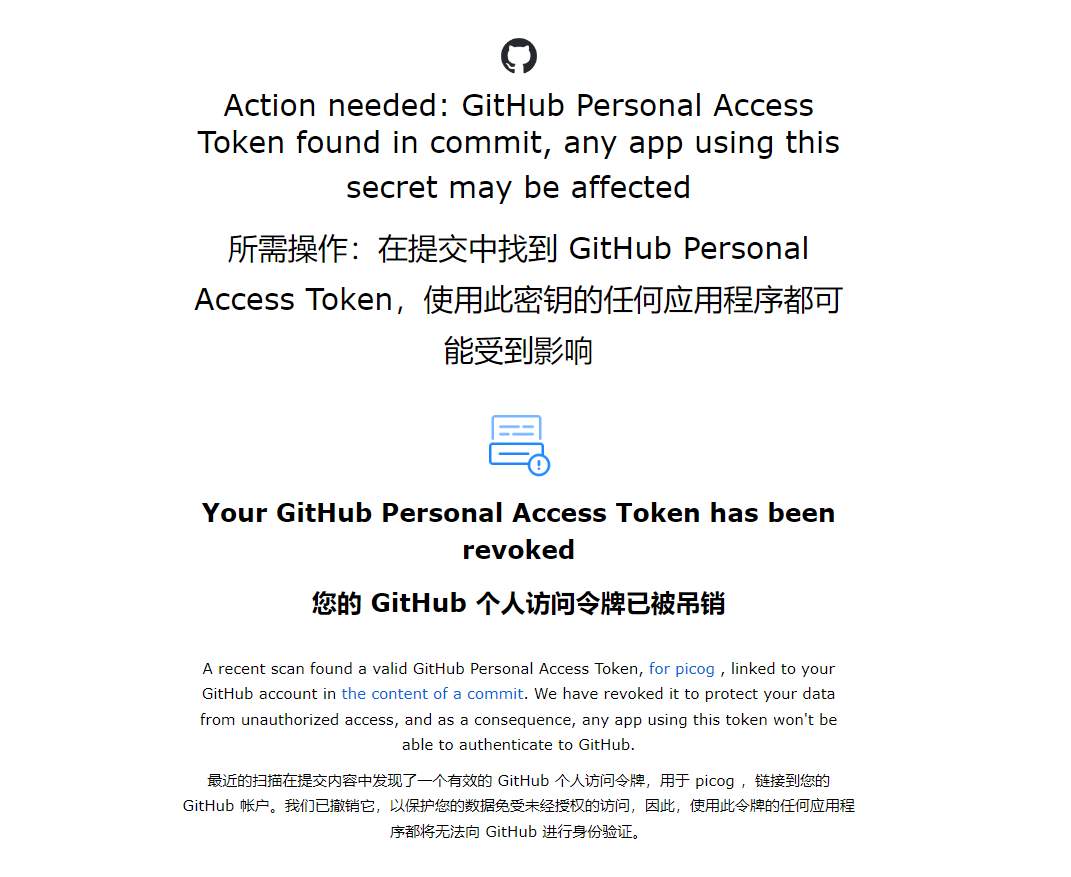 Action needed: GitHub Personal Access
Token found in commit, any app using this
secret may be affected
所需操作：在提交中找到 GitHub Personal
Access Token，使用此密钥的任何应用程序都可
能受到影响
Your GitHub Personal Access Token has been
revoked
您的 GitHub 个人访问令牌已被吊销
A recent scan found a valid GitHub Personal Access Token, for picog , linked to your
GitHub account in the content of a commit. We have revoked it to protect your data
from unauthorized access, and as a consequence, any app using this token won't be
able to authenticate to GitHub.
最近的扫描在提交内容中发现了一个有效的 GitHub 个人访问令牌，用于 picog ，链接到您的
GitHub 帐户。我们已撤销它，以保护您的数据免受未经授权的访问，因此，使用此令牌的任何应用程
序都将无法向 GitHub 进行身份验证。